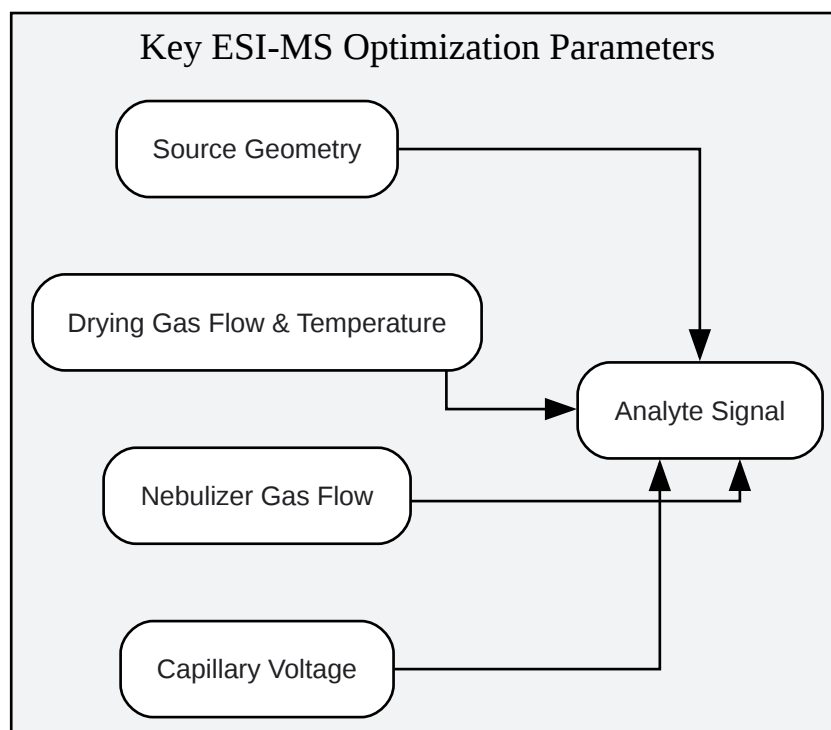 Key ESI-MS Optimization Parameters
Source Geometry
Drying Gas Flow & Temperature
Analyte Signal
Nebulizer Gas Flow
Capillary Voltage